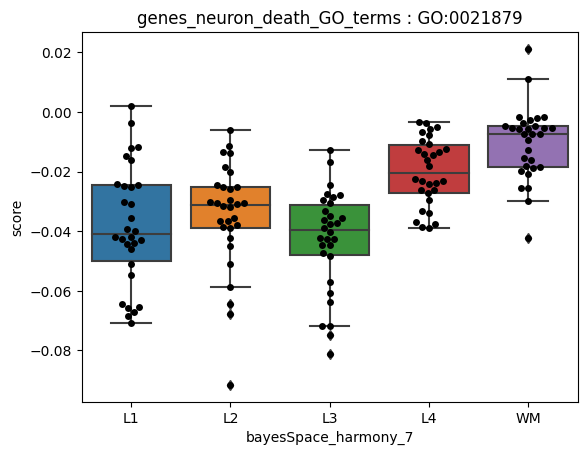 genes_neuron_death_GO_terms : GO:0021879
0.02
0.00
−0.02
−0.04
−0.06
−0.08
score
L1 L2 L3 L4 WM
bayesSpace_harmony_7